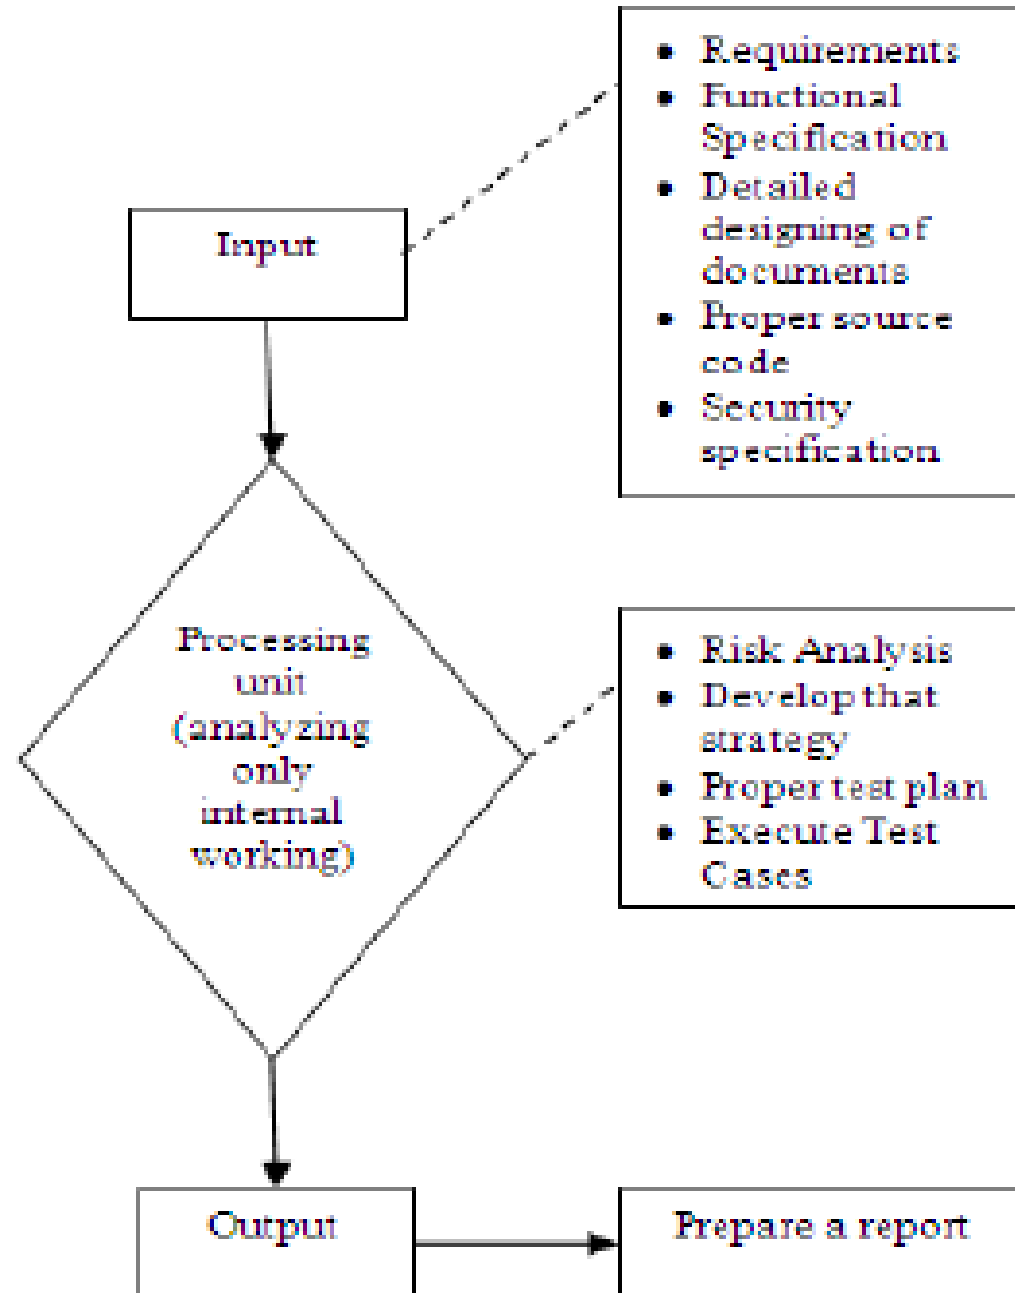 • Requirements
• Functional
Specification
• Detailed
designing of
documents
• Proper source
code
• Security
specification
Input
Processing
unit
(analyzing
only
internal
working)
• Risk Analysis
• Develop that
strategy
• Proper test plan
• Execute Test
Cases
Output
Prepare a report